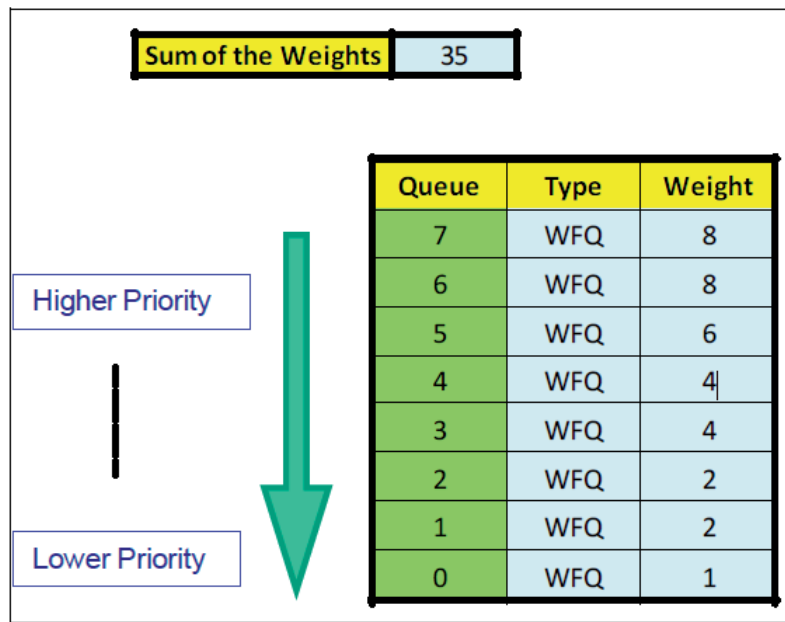 Sum of the Weights 35
Queue Type Weight
7 WFQ 8
6 WFQ 8
5 WFQ 6
4 WFQ 4
3 WFQ 4
2 WFQ 2
1 WFQ 2
0 WFQ 1
Higher Priority
Lower Priority